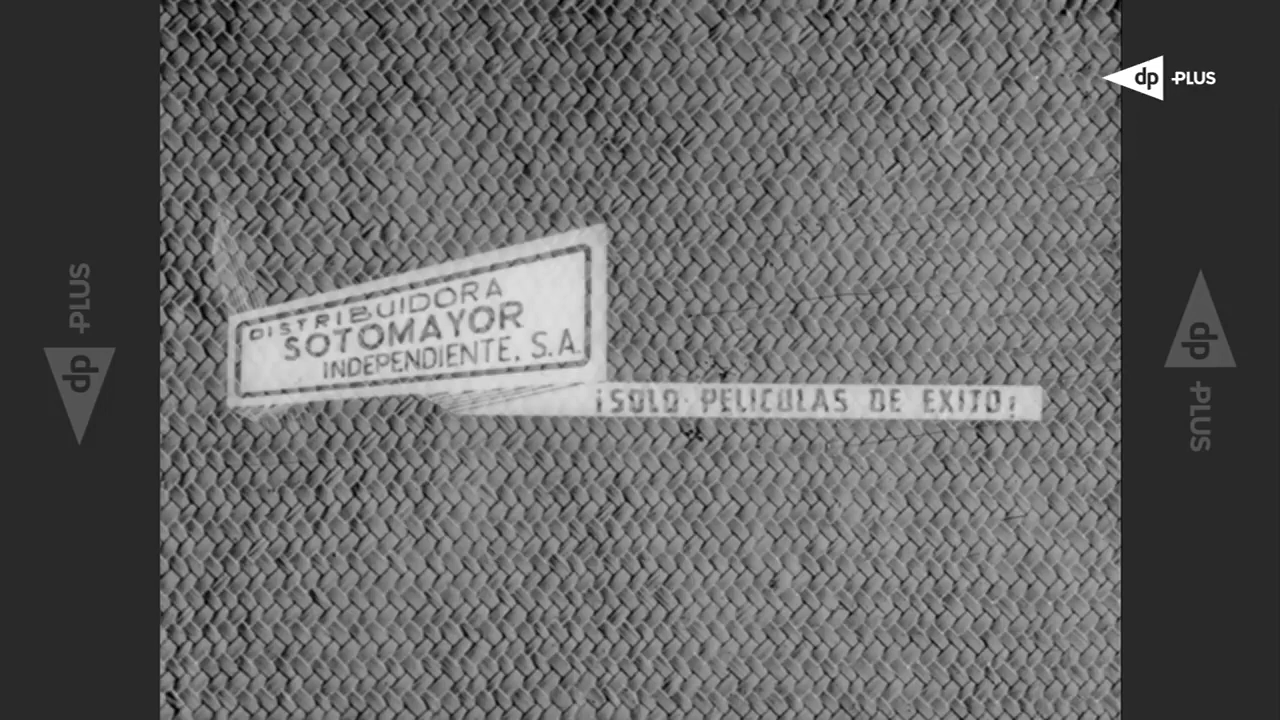 dp +PLUS
DISTRIBUIDORA
SOTOMAYOR
INDEPENDIENTE, S.A.
¡SOLO PELICULAS DE EXITO!
dp +PLUS
dp +PLUS